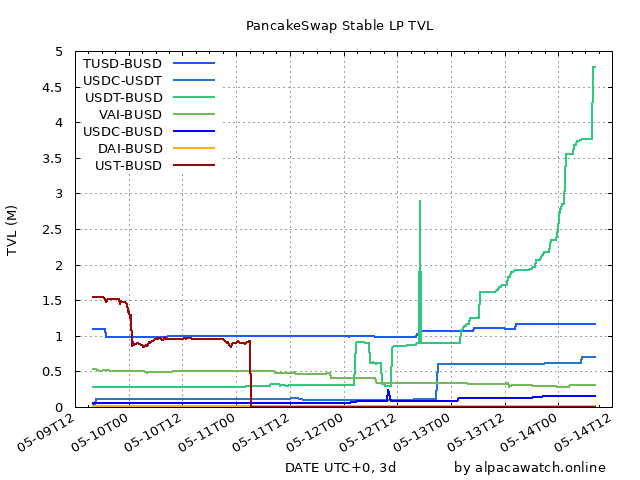 PancakeSwap Stable LP TVL
TUSD-BUSD
USDC-USDT
USDT-BUSD
VAI-BUSD
USDC-BUSD
DAI-BUSD
UST-BUSD
5
4.5
4
3.5
3
2.5
2
1.5
1
0.5
0
TVL (M)
05-09T12
05-10T00
05-10T12
05-11T00
05-11T12
05-12T00
05-12T12
05-13T00
05-13T12
05-14T00
05-14T12
DATE UTC+0, 3d
by alpacawatch.online